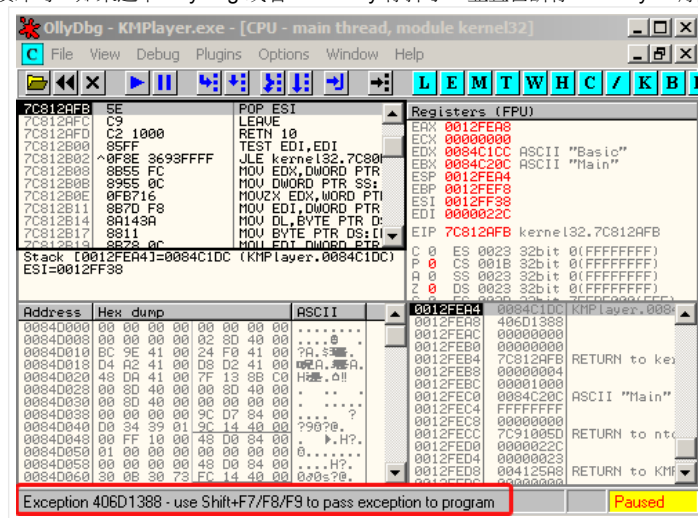 OllyDbg - KMPlayer.exe - [CPU - main thread, module kernel32]
C File View Debug Plugins Options Window Help
L E M T W H C / K B
7C812AFB 5E POP ESI
7C812AFC C9 LEAVE
7C812AFD C2 1000 RETN 10
7C812B00 85FF TEST EDI,EDI
7C812B02 ^0F8E 3693FFFF JLE kernel32.7C80
7C812B08 8B55 FC MOV EDX,DWORD PTR
7C812B0B 8955 0C MOV DWORD PTR SS:
7C812B0E 0FB716 MOVZX EDX,WORD PT
7C812B11 8B7D F8 MOV EDI,DWORD PTR
7C812B14 8A143A MOV DL,BYTE PTR D
7C812B17 8811 MOV BYTE PTR DS:[
7C812B19 8B78 0C MOV EDI,DWORD PTR
Stack [0012FEA4]=0084C1DC (KMPlayer.0084C1DC)
ESI=0012FF38
Registers (FPU)
EAX 0012FEA8
ECX 00000000
EDX 0084C1CC ASCII "Basic"
EBX 0084C20C ASCII "Main"
ESP 0012FEA4
EBP 0012FEF8
ESI 0012FF38
EDI 0000022C
EIP 7C812AFB kernel32.7C812AFB
C 0 ES 0023 32bit 0(FFFFFFFF)
P 0 CS 001B 32bit 0(FFFFFFFF)
A 0 SS 0023 32bit 0(FFFFFFFF)
Z 0 DS 0023 32bit 0(FFFFFFFF)
Address Hex dump ASCII
0084D000 00 00 00 00 00 00 00 00 ........
0084D008 00 00 00 00 02 8D 40 00
0084D010 BC 9E 41 00 24 F0 41 00
0084D018 D4 A2 41 00 D8 D2 41 00
0084D020 48 DA 41 00 7F 13 8B C0
0084D028 00 8D 40 00 00 8D 40 00
0084D030 00 8D 40 00 00 00 00 00
0084D038 00 00 00 00 9C D7 84 00
0084D040 D4 39 01 9C 14 40 00
0084D048 00 FF 10 00 48 D0 84 00
0084D050 01 00 00 00 00 00 00 00
0084D058 00 00 00 00 48 D0 84 00 ....H?.
0084D060 30 0B 30 73 FC 14 40 00
0012FEA4 0084C1DC KMPlayer.0084
0012FEA8 406D1388
0012FEAC 00000000
0012FEB0 00000000
0012FEB4 7C812AFB RETURN to ke
0012FEB8 00000004
0012FEBC 00001000
0012FEC0 0084C20C ASCII "Main"
0012FEC4 FFFFFFFF
0012FEC8 00000000
0012FECC 7C91005D RETURN to nt
0012FED0 0000022C
0012FED4 00000023
0012FED8 004125A8 RETURN to KMP
Exception 406D1388 - use Shift+F7/F8/F9 to pass exception to program
Paused